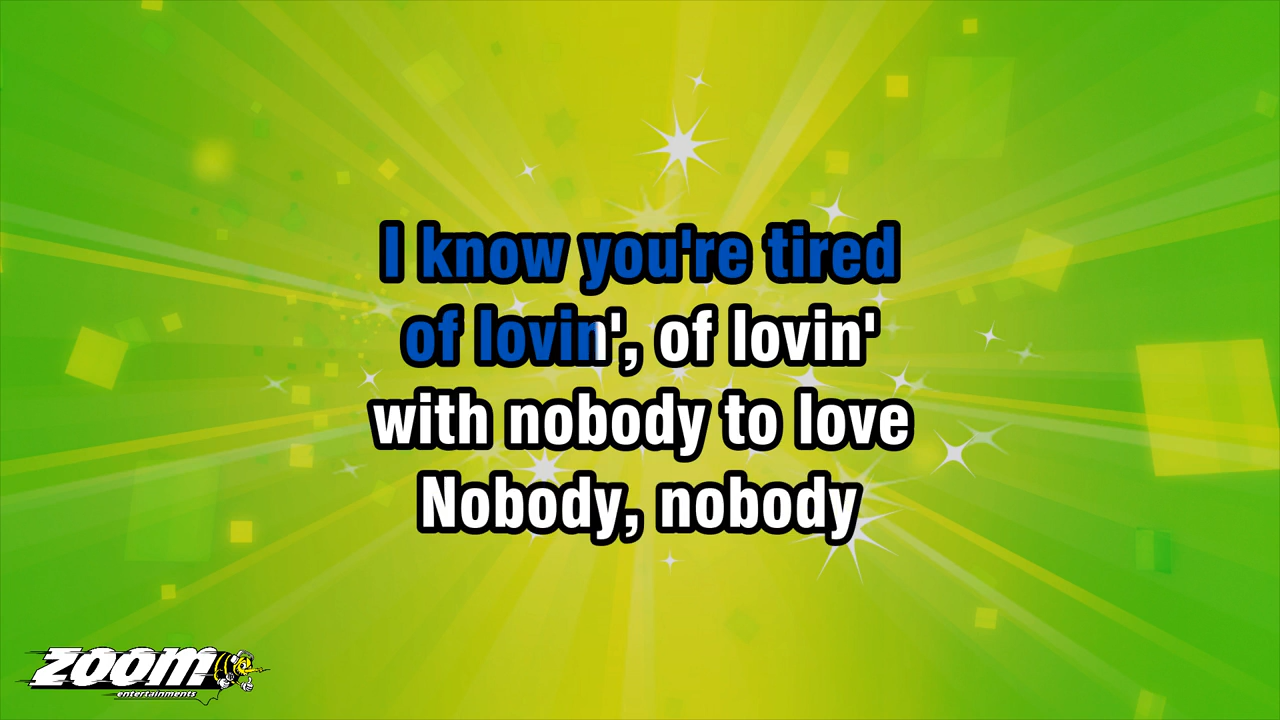 I know you're tired
of lovin', of lovin'
with nobody to love
Nobody, nobody
zoom
entertainments